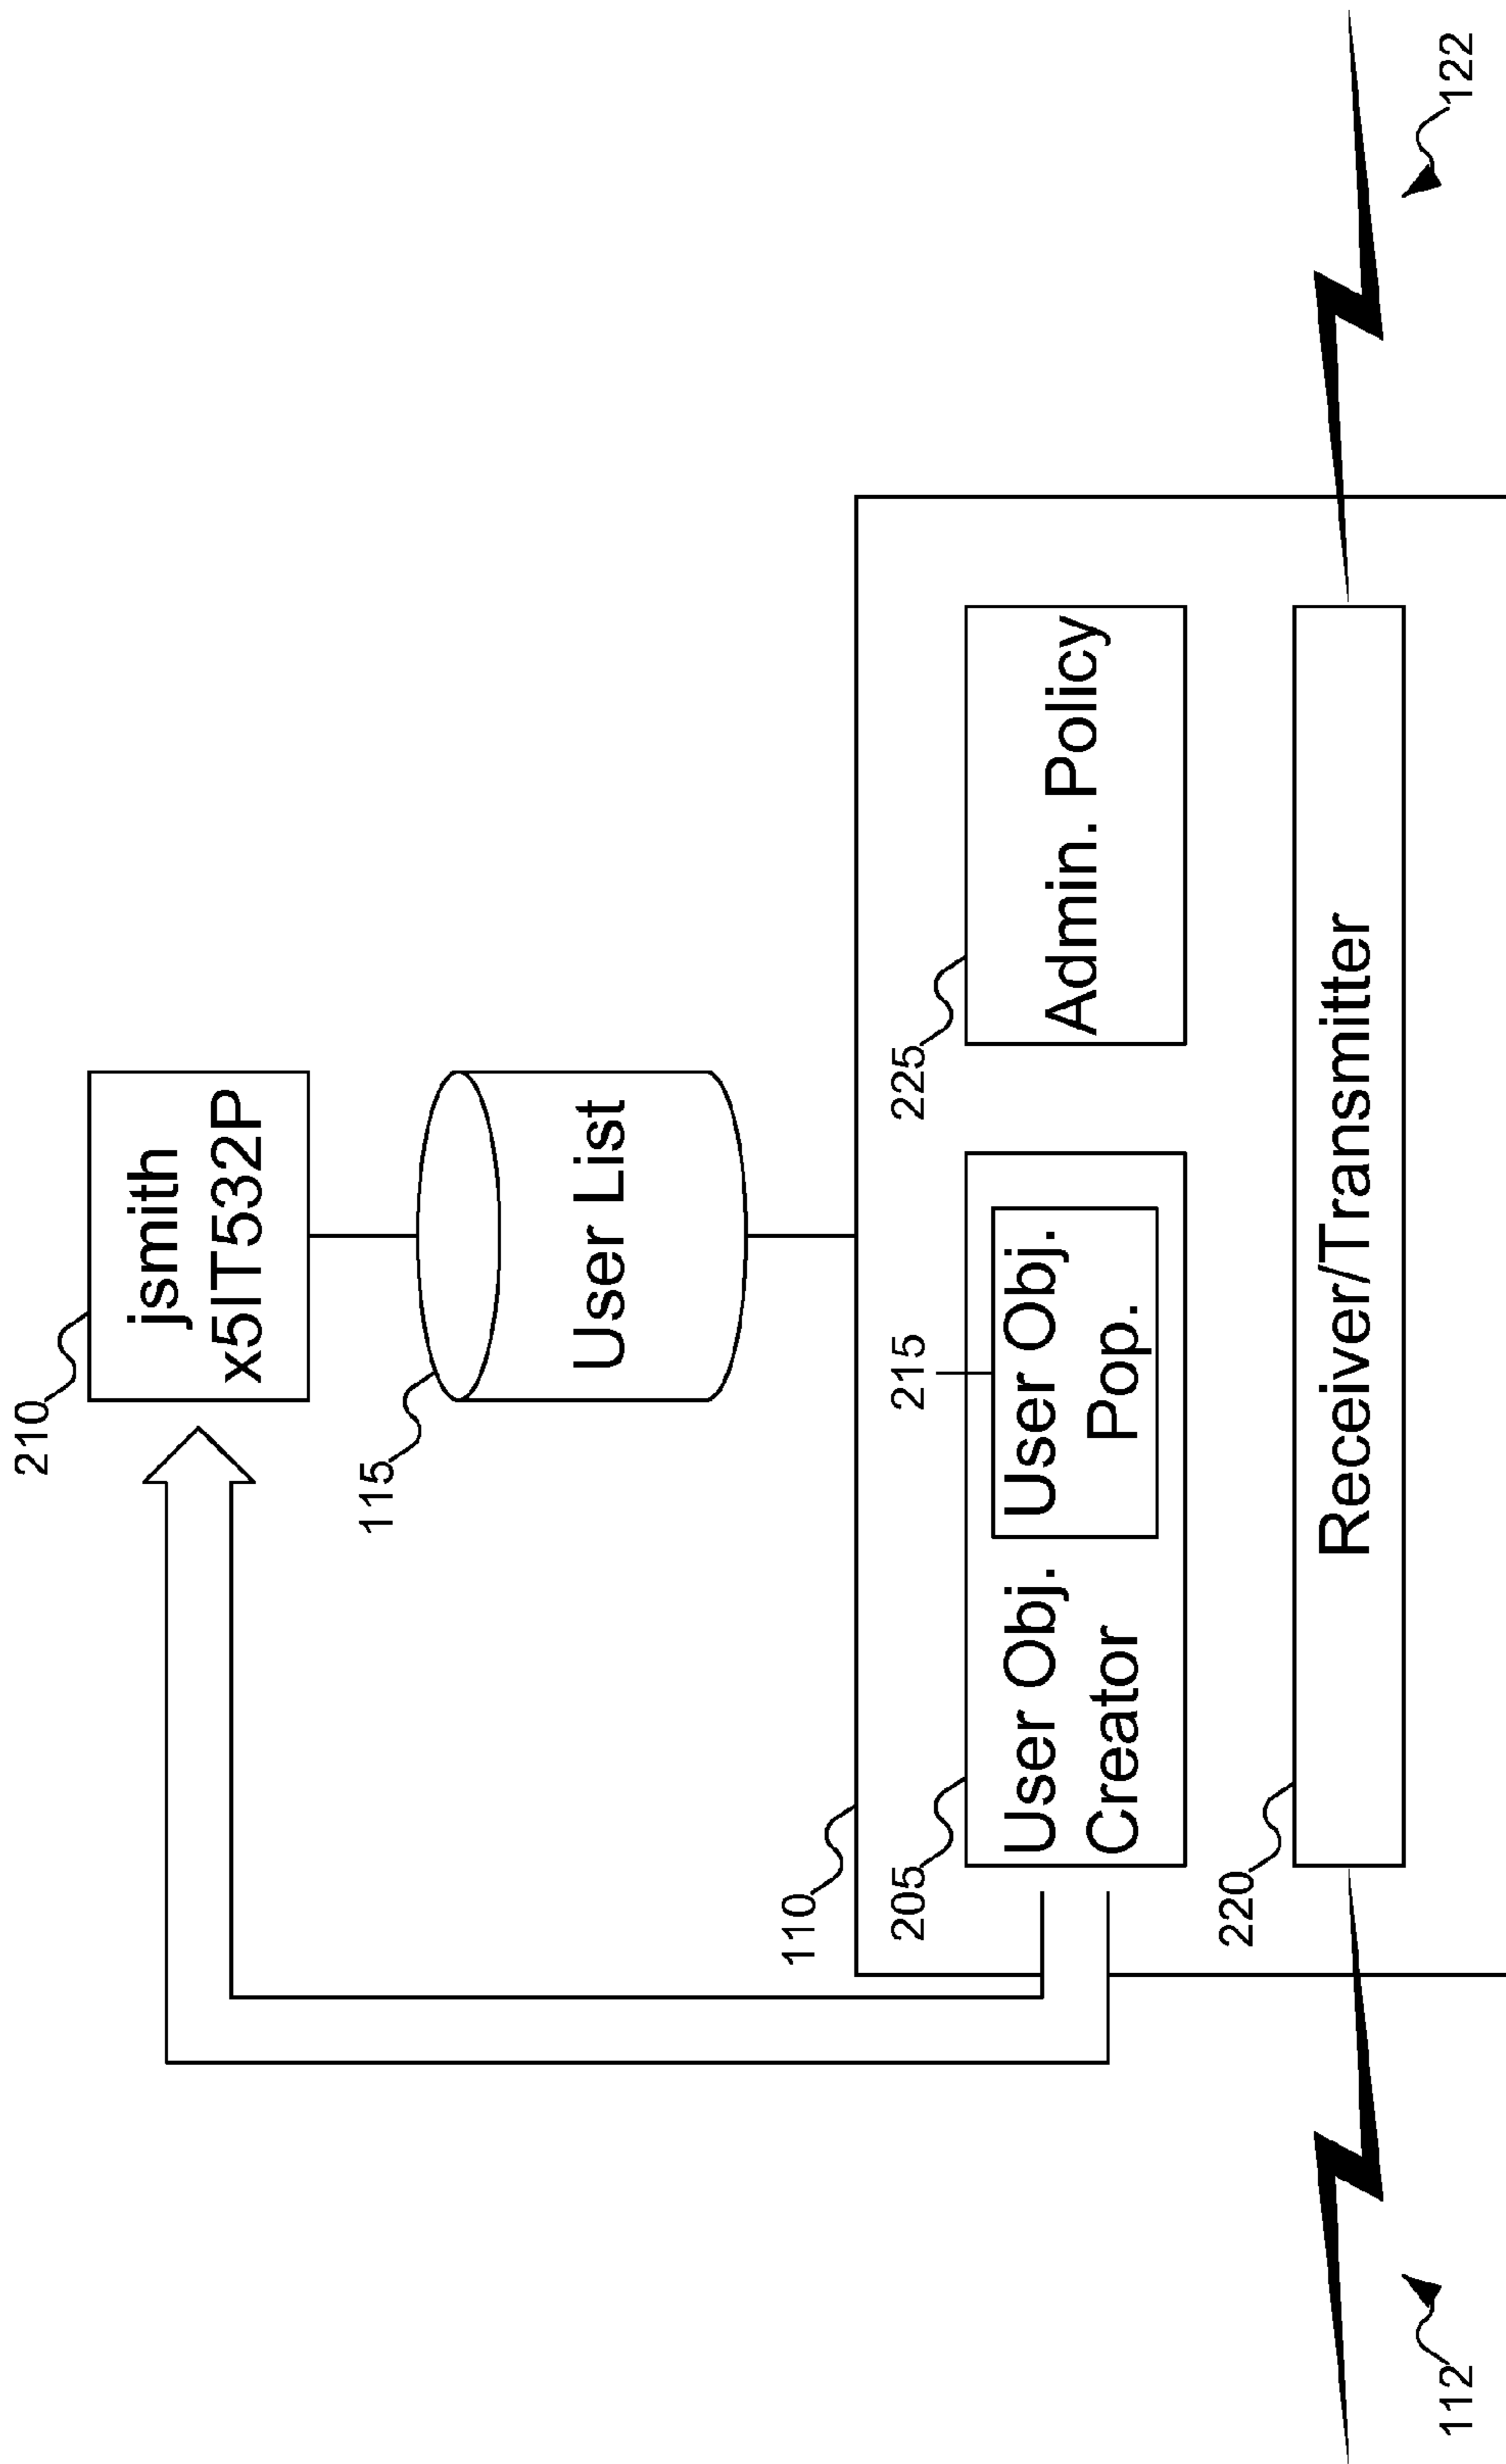 210
jsmith
x5IT532P
115
User List
110
205
User Obj.
Creator
215
User Obj.
Pop.
225
Admin. Policy
220
Receiver/Transmitter
112
122